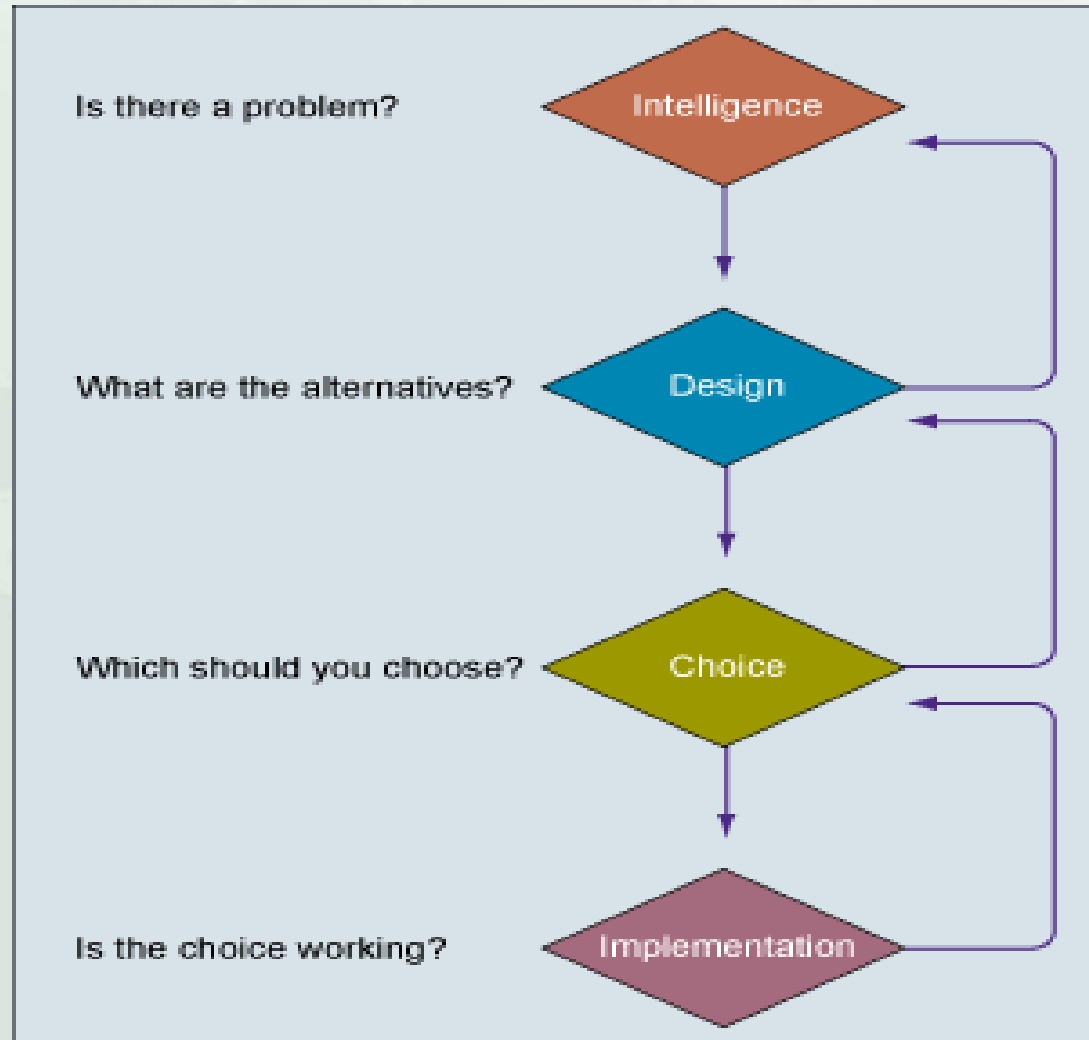 Is there a problem?
Intelligence
What are the alternatives?
Design
Which should you choose?
Choice
Is the choice working?
Implementation